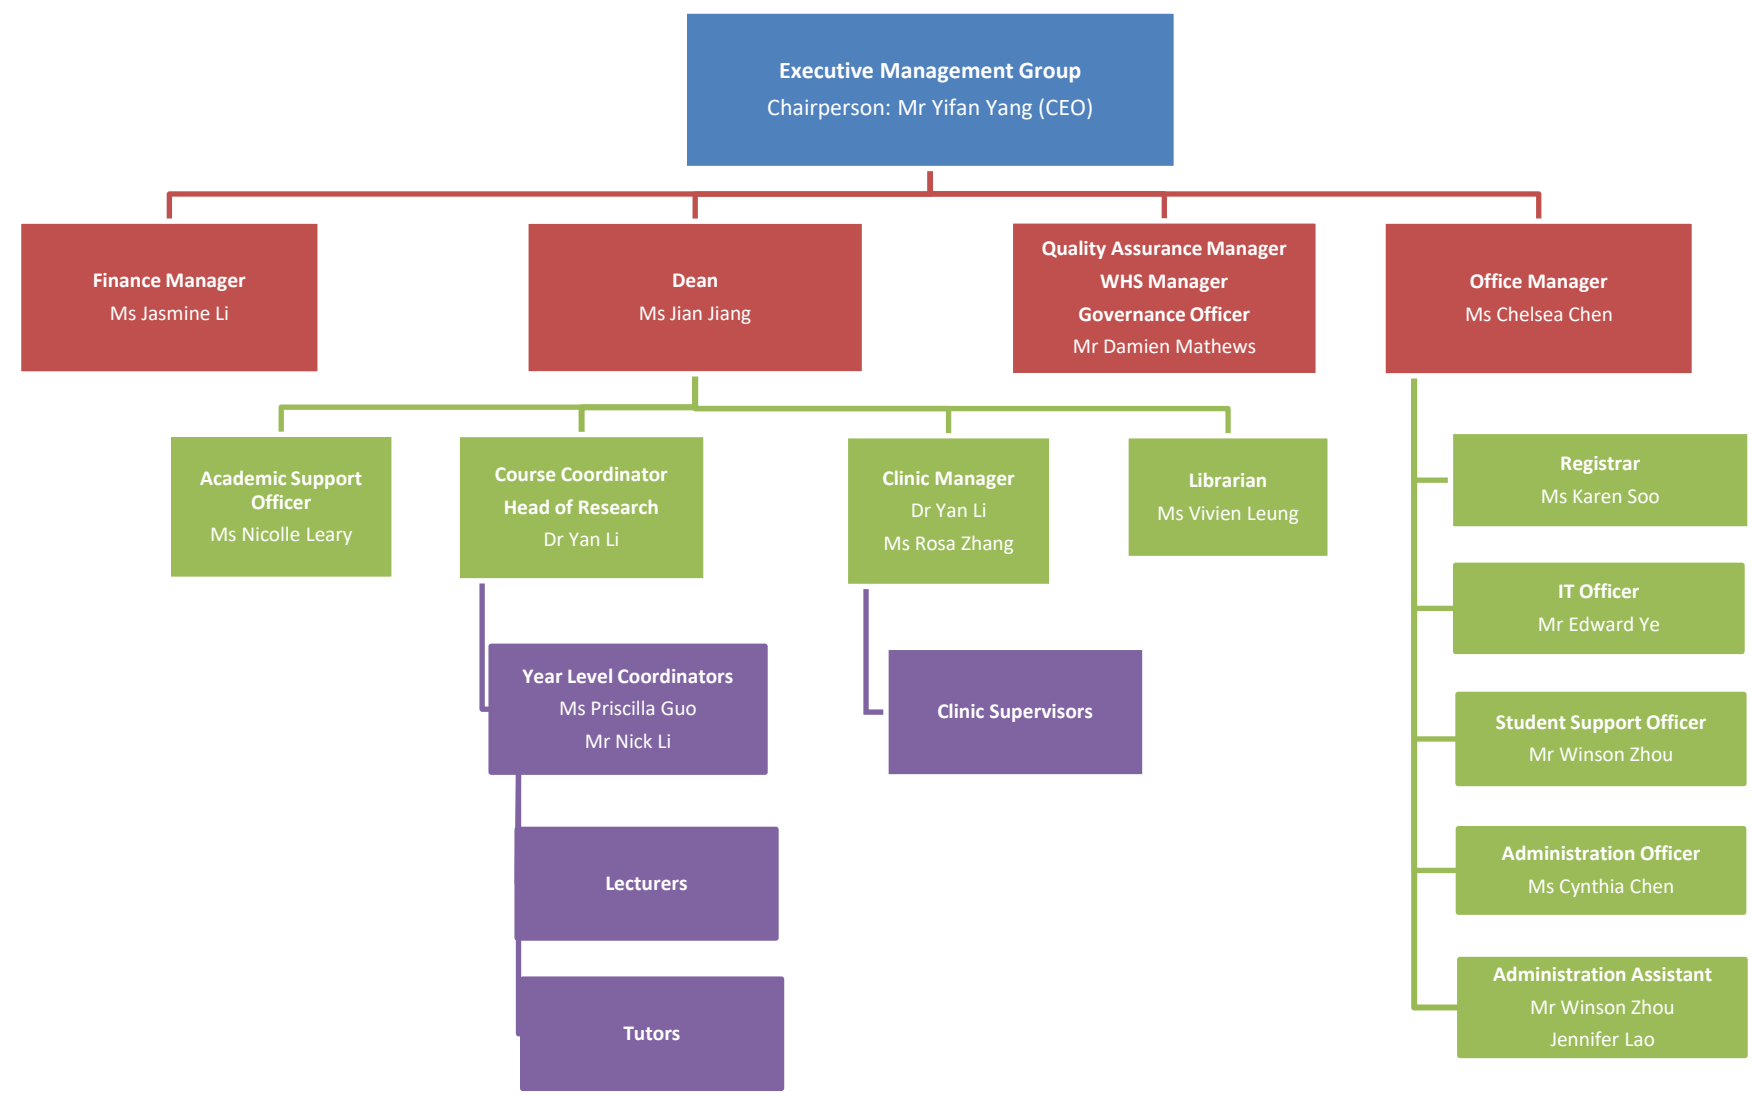 Executive Management Group
Chairperson: Mr Yifan Yang (CEO)
Finance Manager
Ms Jasmine Li
Dean
Ms Jian Jiang
Quality Assurance Manager
WHS Manager
Governance Officer
Mr Damien Mathews
Office Manager
Ms Chelsea Chen
Academic Support
Officer
Ms Nicolle Leary
Course Coordinator
Head of Research
Dr Yan Li
Clinic Manager
Dr Yan Li
Ms Rosa Zhang
Librarian
Ms Vivien Leung
Registrar
Ms Karen Soo
IT Officer
Mr Edward Ye
Year Level Coordinators
Ms Priscilla Guo
Mr Nick Li
Clinic Supervisors
Student Support Officer
Mr Winson Zhou
Lecturers
Administration Officer
Ms Cynthia Chen
Tutors
Administration Assistant
Mr Winson Zhou
Jennifer Lao